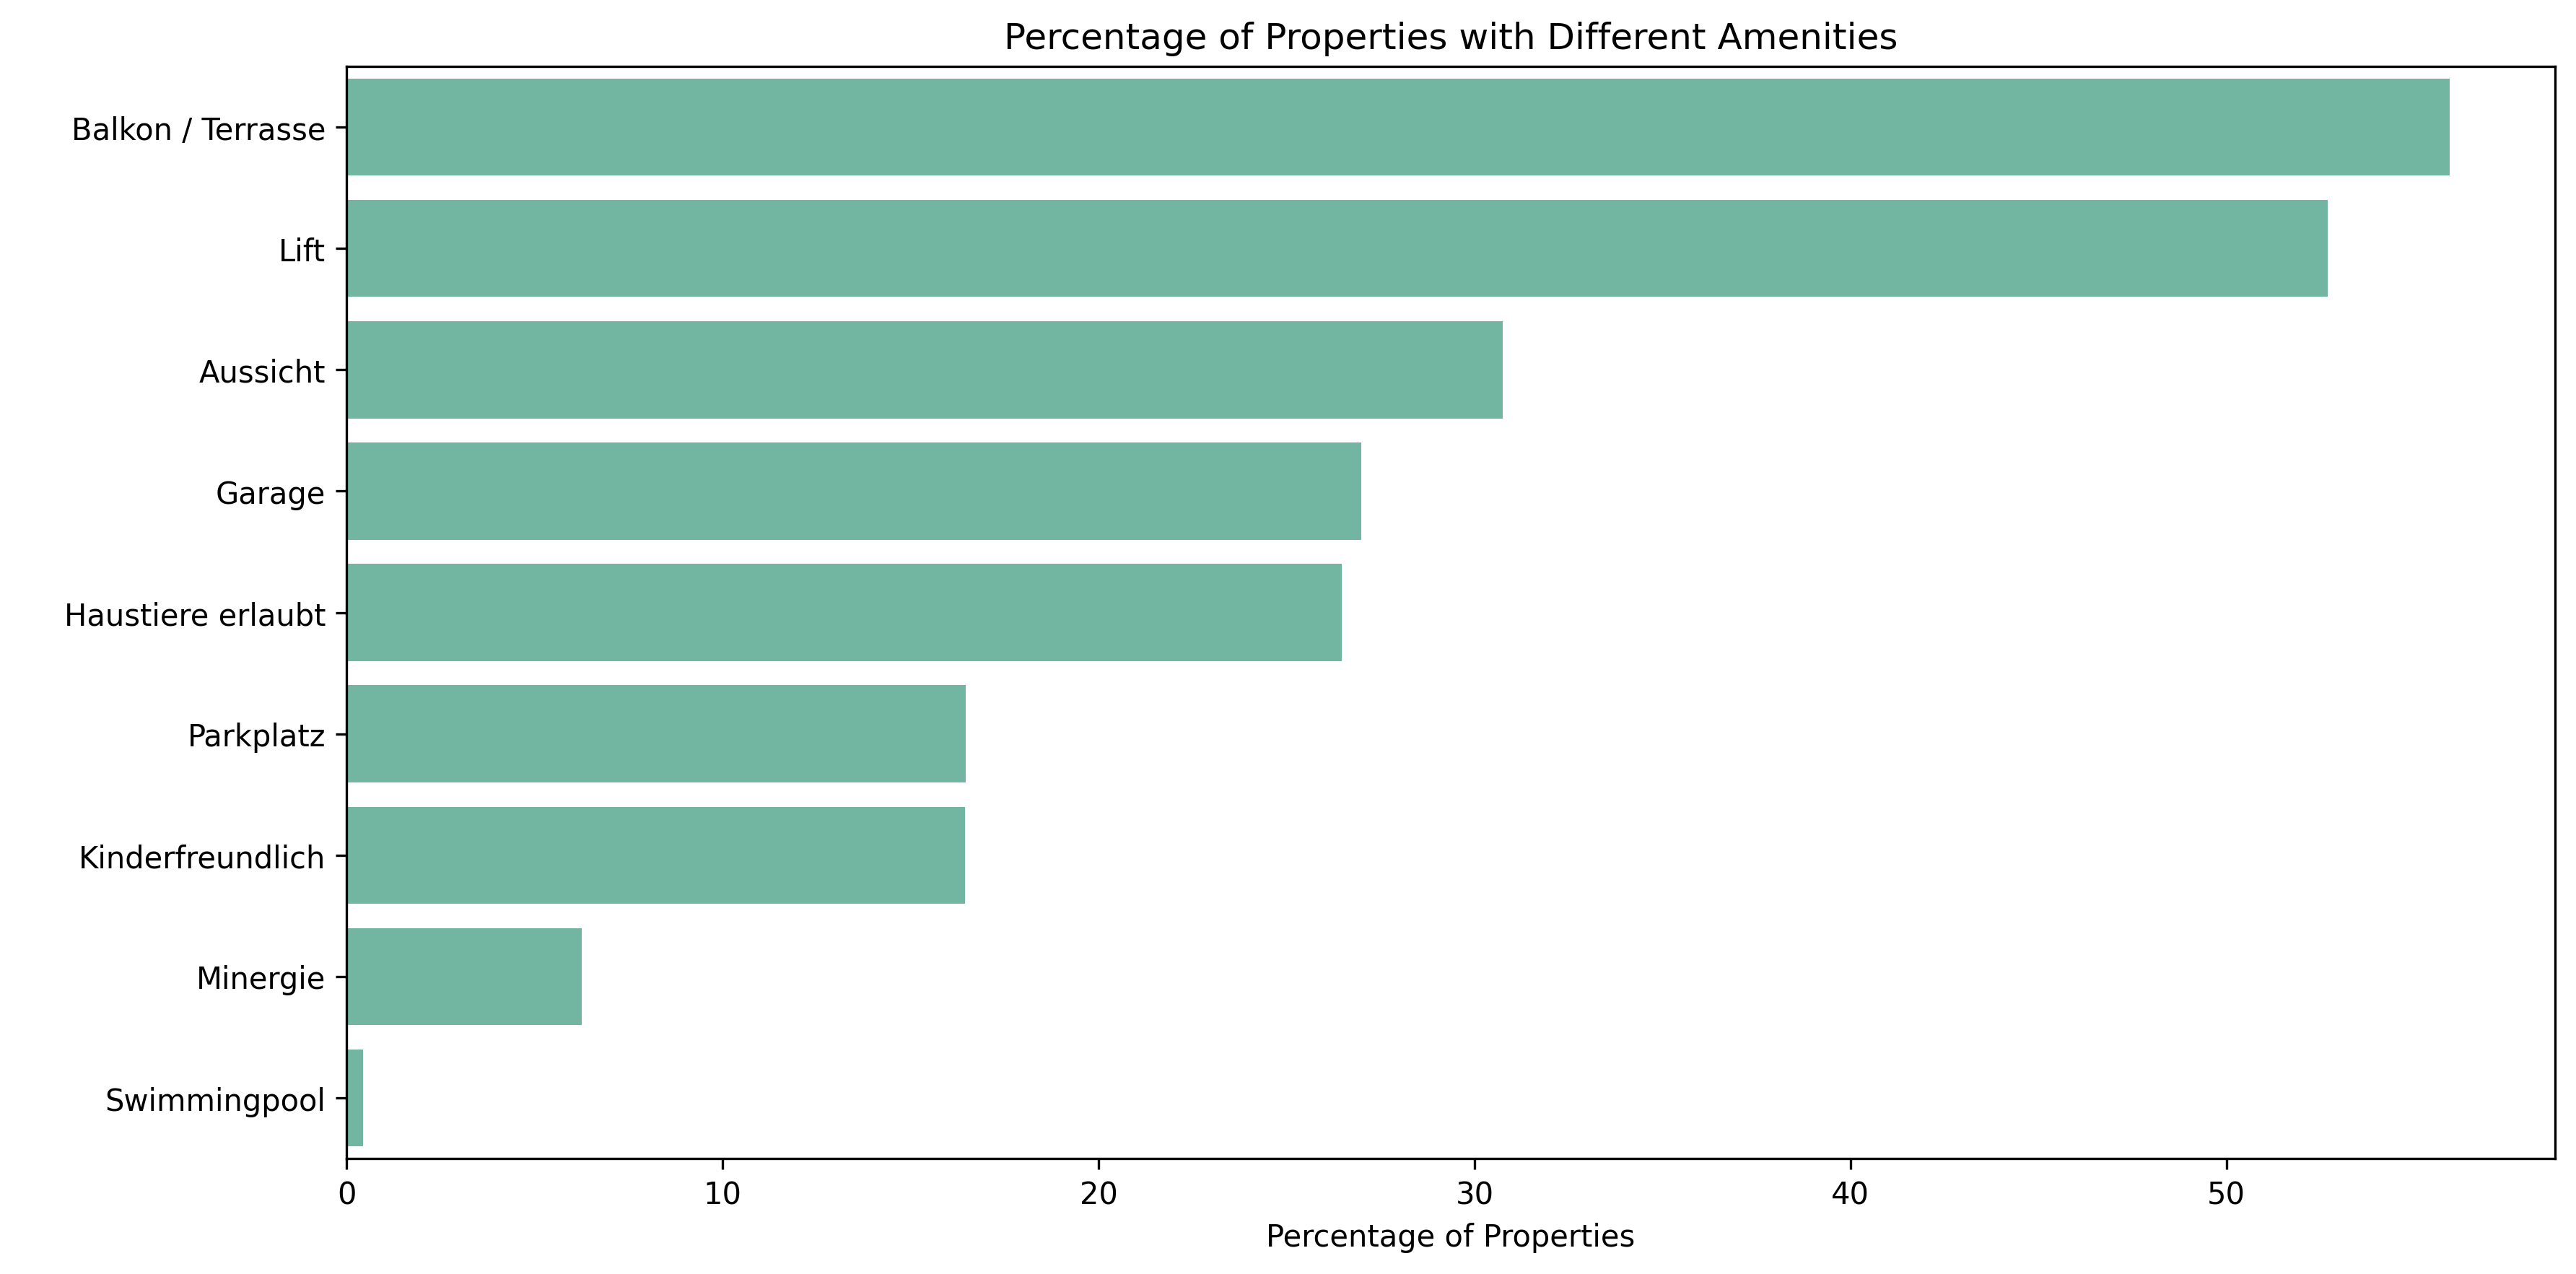 Percentage of Properties with Different Amenities
Balkon / Terrasse
Lift
Aussicht
Garage
Haustiere erlaubt
Parkplatz
Kinderfreundlich
Minergie
Swimmingpool
0 10 20 30 40 50
Percentage of Properties